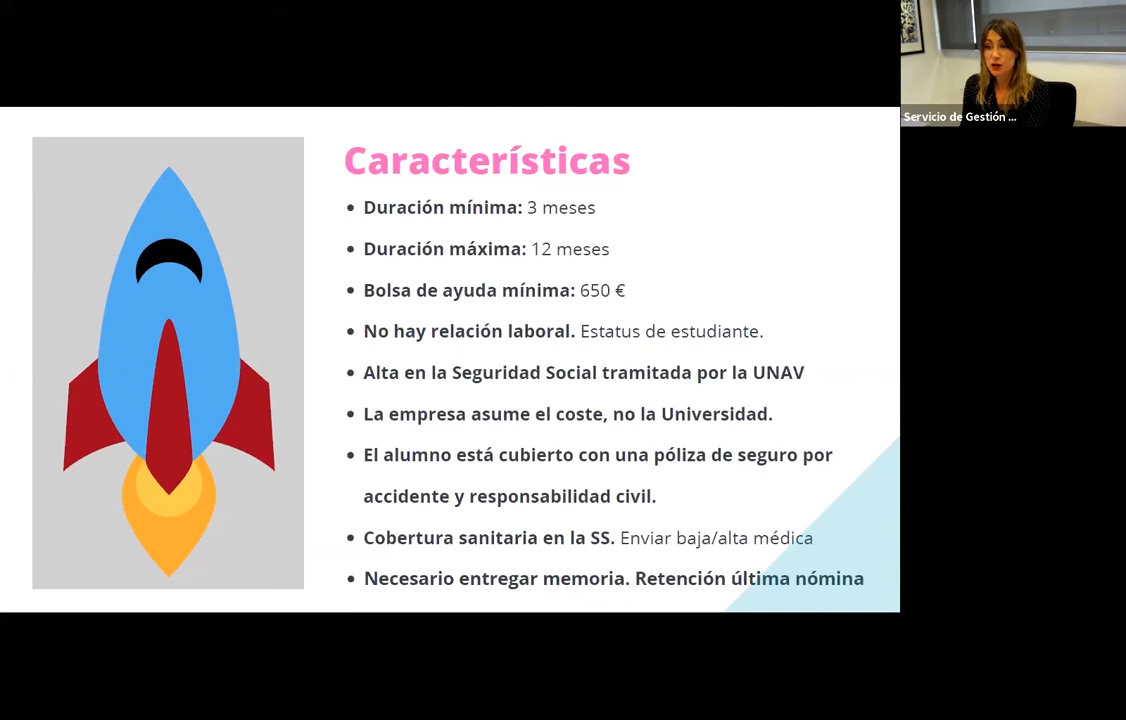 Servicio de Gestión ...
Características
• Duración mínima: 3 meses
• Duración máxima: 12 meses
• Bolsa de ayuda mínima: 650 €
• No hay relación laboral. Estatus de estudiante.
• Alta en la Seguridad Social tramitada por la UNAV
• La empresa asume el coste, no la Universidad.
• El alumno está cubierto con una póliza de seguro por
accidente y responsabilidad civil.
• Cobertura sanitaria en la SS. Enviar baja/alta médica
• Necesario entregar memoria. Retención última nómina